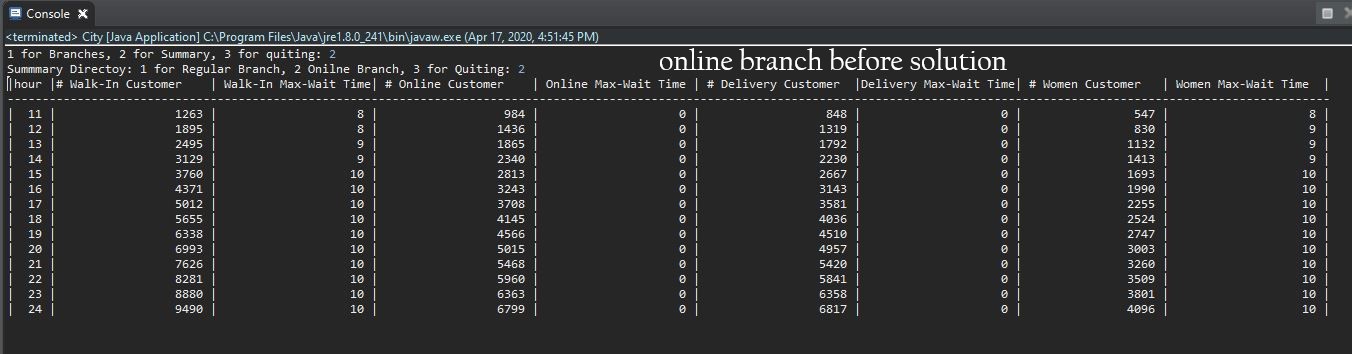 Console
<terminated> City [Java Application] C:\Program Files\Java\jre1.8.0_241\bin\javaw.exe (Apr 17, 2020, 4:51:45 PM)
1 for Branches, 2 for Summary, 3 for quiting: 2
online branch before solution
Summmary Directoy: 1 for Regular Branch, 2 Onilne Branch, 3 for Quiting: 2
|hour |# Walk-In Customer | Walk-In Max-Wait Time| # Online Customer | Online Max-Wait Time | # Delivery Customer |Delivery Max-Wait Time| # Women Customer | Women Max-Wait Time |
| 11 | 1263 | 8 | 984 | 0 | 848 | 0 | 547 | 8 |
| 12 | 1895 | 8 | 1436 | 0 | 1319 | 0 | 830 | 9 |
| 13 | 2495 | 9 | 1865 | 0 | 1792 | 0 | 1132 | 9 |
| 14 | 3129 | 9 | 2340 | 0 | 2230 | 0 | 1413 | 9 |
| 15 | 3760 | 10 | 2813 | 0 | 2667 | 0 | 1693 | 10 |
| 16 | 4371 | 10 | 3243 | 0 | 3143 | 0 | 1990 | 10 |
| 17 | 5012 | 10 | 3708 | 0 | 3581 | 0 | 2255 | 10 |
| 18 | 5655 | 10 | 4145 | 0 | 4036 | 0 | 2524 | 10 |
| 19 | 6338 | 10 | 4566 | 0 | 4510 | 0 | 2747 | 10 |
| 20 | 6993 | 10 | 5015 | 0 | 4957 | 0 | 3003 | 10 |
| 21 | 7626 | 10 | 5468 | 0 | 5420 | 0 | 3260 | 10 |
| 22 | 8281 | 10 | 5960 | 0 | 5841 | 0 | 3509 | 10 |
| 23 | 8880 | 10 | 6363 | 0 | 6358 | 0 | 3801 | 10 |
| 24 | 9490 | 10 | 6799 | 0 | 6817 | 0 | 4096 | 10 |